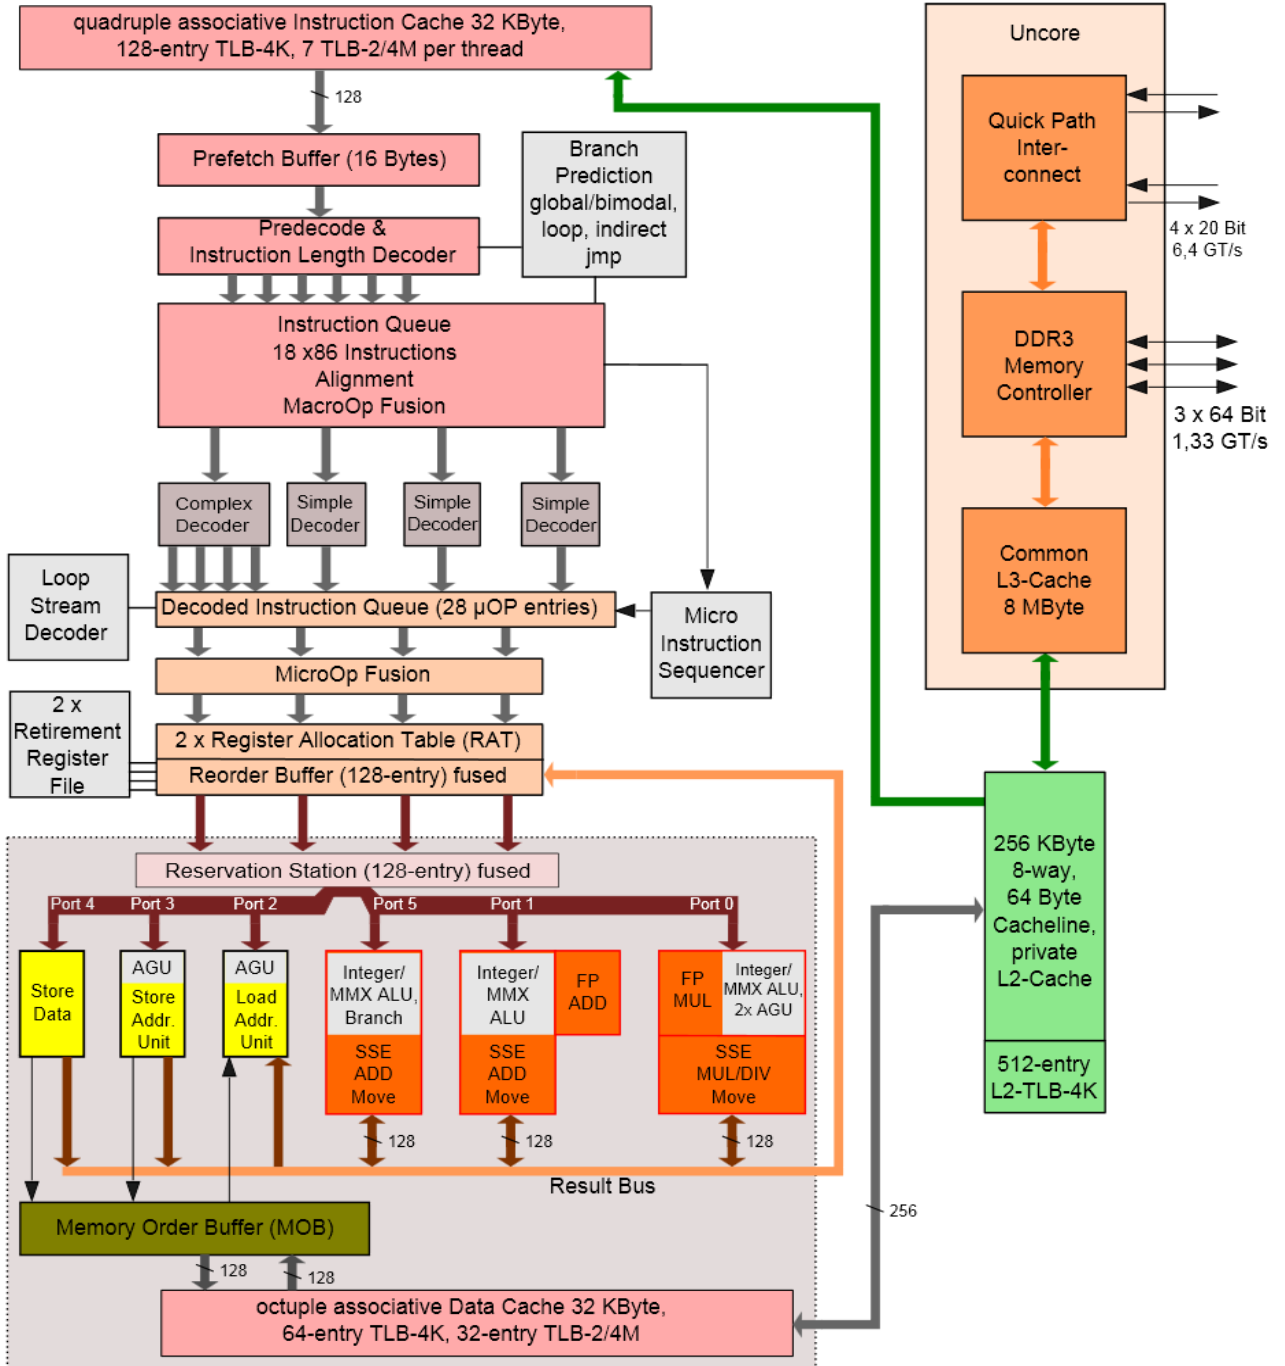 quadruple associative Instruction Cache 32 KByte,
128-entry TLB-4K, 7 TLB-2/4M per thread
128
Prefetch Buffer (16 Bytes)
Predecode &
Instruction Length Decoder
Branch
Prediction
global/bimodal,
loop, indirect
jmp
Instruction Queue
18 x86 Instructions
Alignment
MacroOp Fusion
Complex
Decoder
Simple
Decoder
Simple
Decoder
Simple
Decoder
Loop
Stream
Decoder
Decoded Instruction Queue (28 µOP entries)
Micro
Instruction
Sequencer
MicroOp Fusion
2 x
Retirement
Register
File
2 x Register Allocation Table (RAT)
Reorder Buffer (128-entry) fused
Reservation Station (128-entry) fused
Port 4
Port 3
Port 2
Port 5
Port 1
Port 0
Store
Data
AGU
Store
Addr.
Unit
AGU
Load
Addr.
Unit
Integer/
MMX ALU,
Branch
SSE
ADD
Move
Integer/
MMX
ALU
FP
ADD
SSE
ADD
Move
FP
MUL
Integer/
MMX ALU,
2x AGU
SSE
MUL/DIV
Move
128
128
128
Result Bus
Memory Order Buffer (MOB)
128
128
octuple associative Data Cache 32 KByte,
64-entry TLB-4K, 32-entry TLB-2/4M
Uncore
Quick Path
Inter-
connect
4 x 20 Bit
6,4 GT/s
DDR3
Memory
Controller
3 x 64 Bit
1,33 GT/s
Common
L3-Cache
8 MByte
256 KByte
8-way,
64 Byte
Cacheline,
private
L2-Cache
512-entry
L2-TLB-4K
256